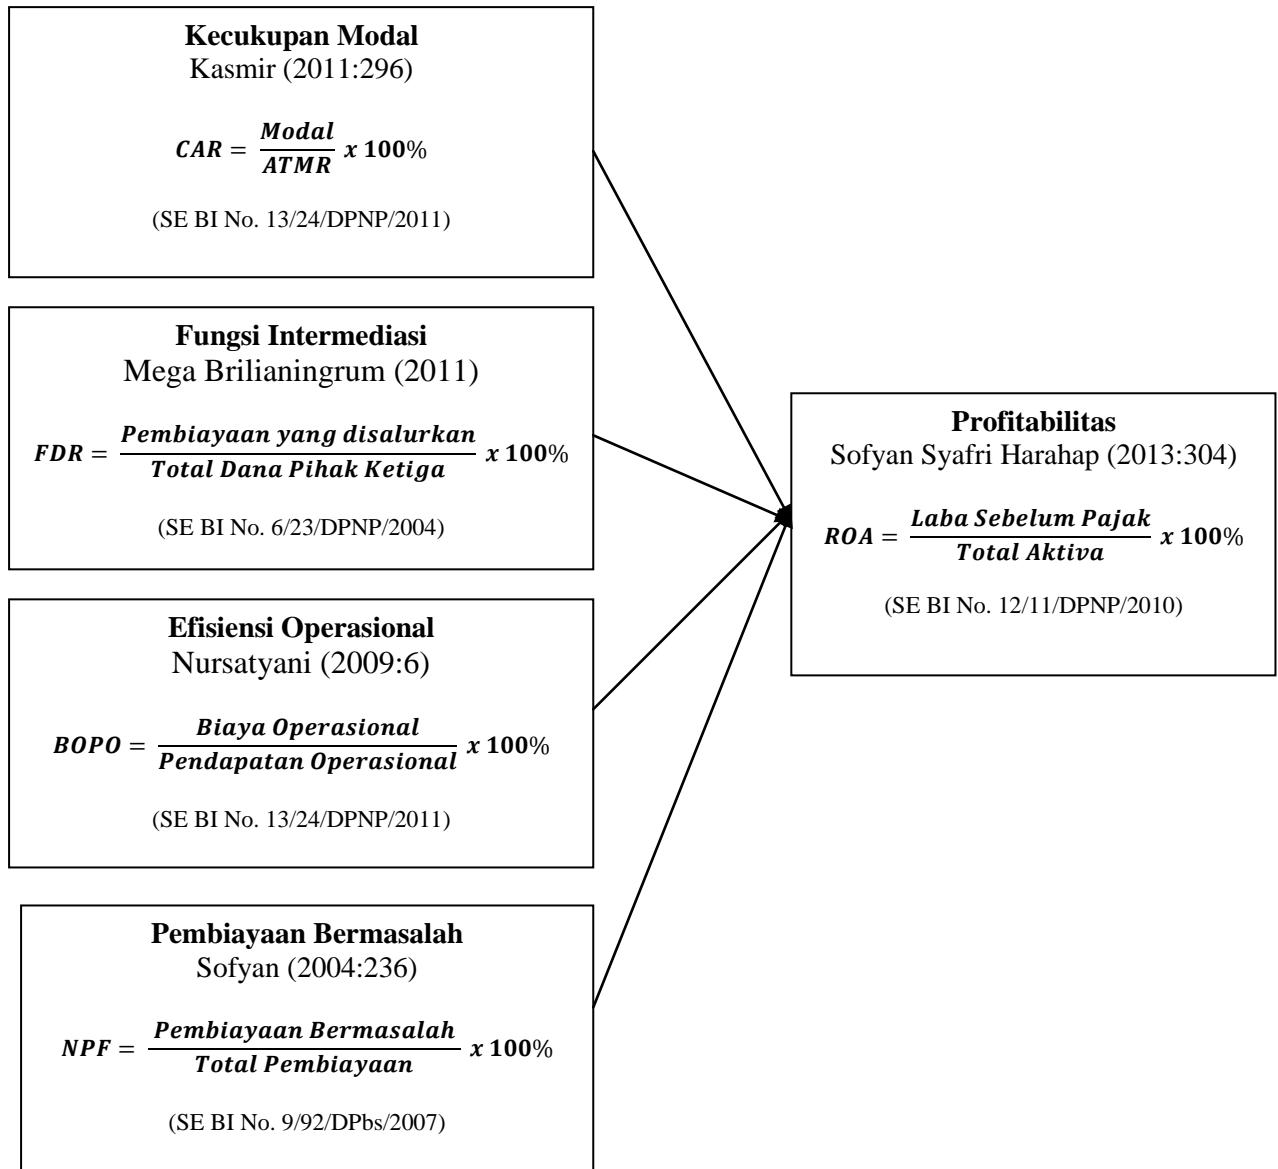 Kecukupan Modal
Kasmir (2011:296)
CAR = Modal / ATMR x 100%
(SE BI No. 13/24/DPNP/2011)
Fungsi Intermediasi
Mega Brilianingrum (2011)
FDR = Pembiayaan yang disalurkan / Total Dana Pihak Ketiga x 100%
(SE BI No. 6/23/DPNP/2004)
Efisiensi Operasional
Nursatyani (2009:6)
BOPO = Biaya Operasional / Pendapatan Operasional x 100%
(SE BI No. 13/24/DPNP/2011)
Pembiayaan Bermasalah
Sofyan (2004:236)
NPF = Pembiayaan Bermasalah / Total Pembiayaan x 100%
(SE BI No. 9/92/DPbs/2007)
Profitabilitas
Sofyan Syafri Harahap (2013:304)
ROA = Laba Sebelum Pajak / Total Aktiva x 100%
(SE BI No. 12/11/DPNP/2010)